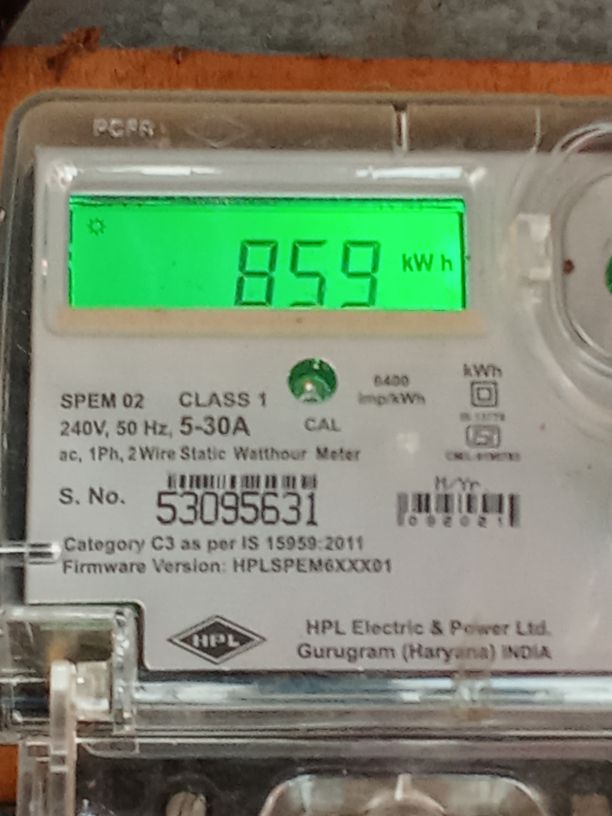 859 kW h
6400
imp/kWh
kWh
SPEM 02 CLASS 1
240V, 50 Hz, 5-30A
CAL
ac, 1Ph, 2 Wire Static Watthour Meter
S. No. 53095631
M/Yr.
092021
Category C3 as per IS 15959:2011
Firmware Version: HPLSPEM6XXX01
HPL
HPL Electric & Power Ltd.
Gurugram (Haryana) INDIA